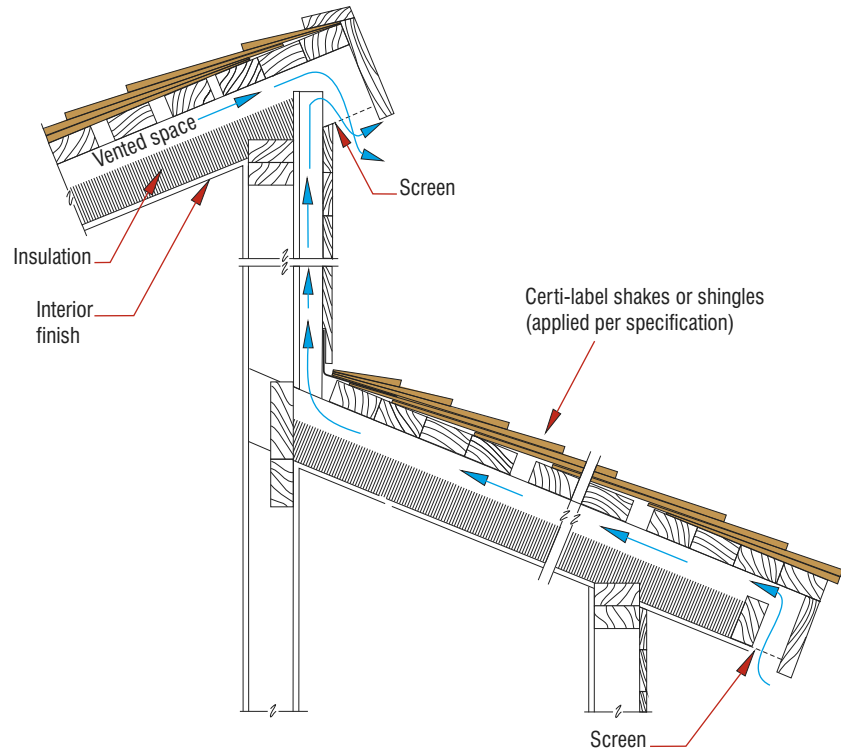 Vented space
Screen
Insulation
Interior
finish
Certi-label shakes or shingles
(applied per specification)
Screen